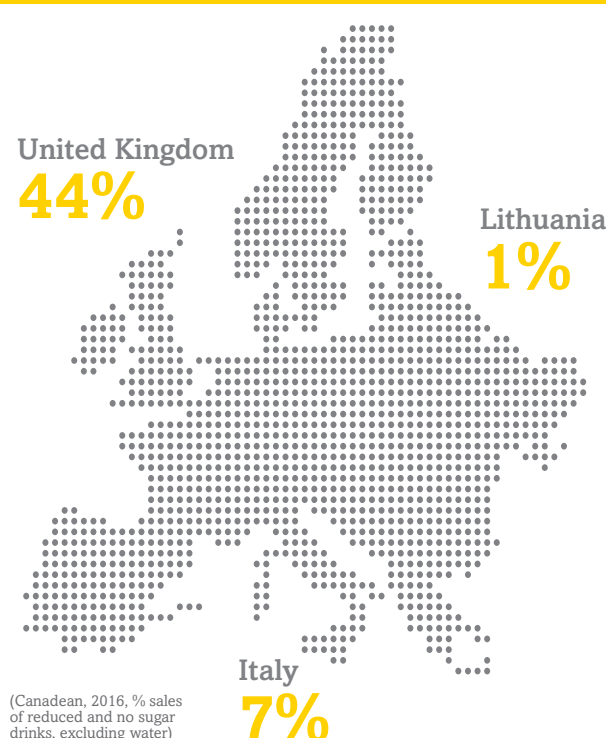 United Kingdom
44%
Lithuania
1%
Italy
7%
(Canadean, 2016, % sales
of reduced and no sugar
drinks, excluding water)